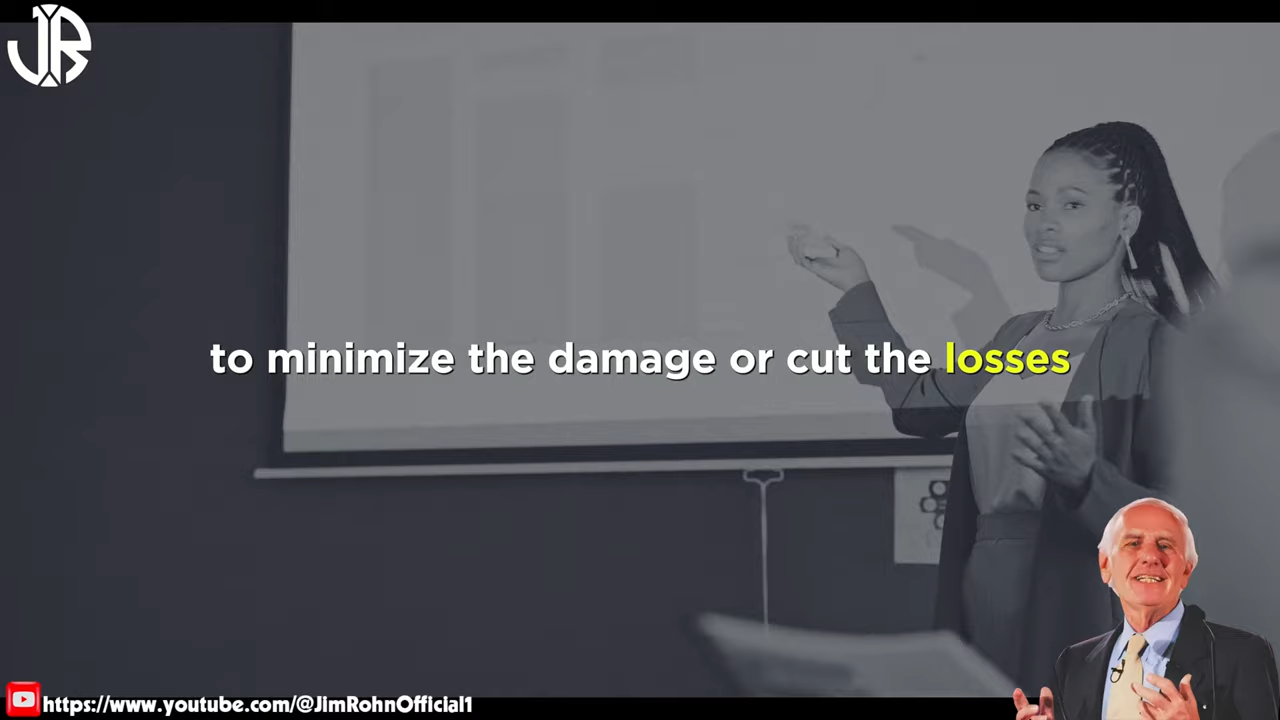 JR
to minimize the damage or cut the losses
https://www.youtube.com/@JimRohnOfficial1